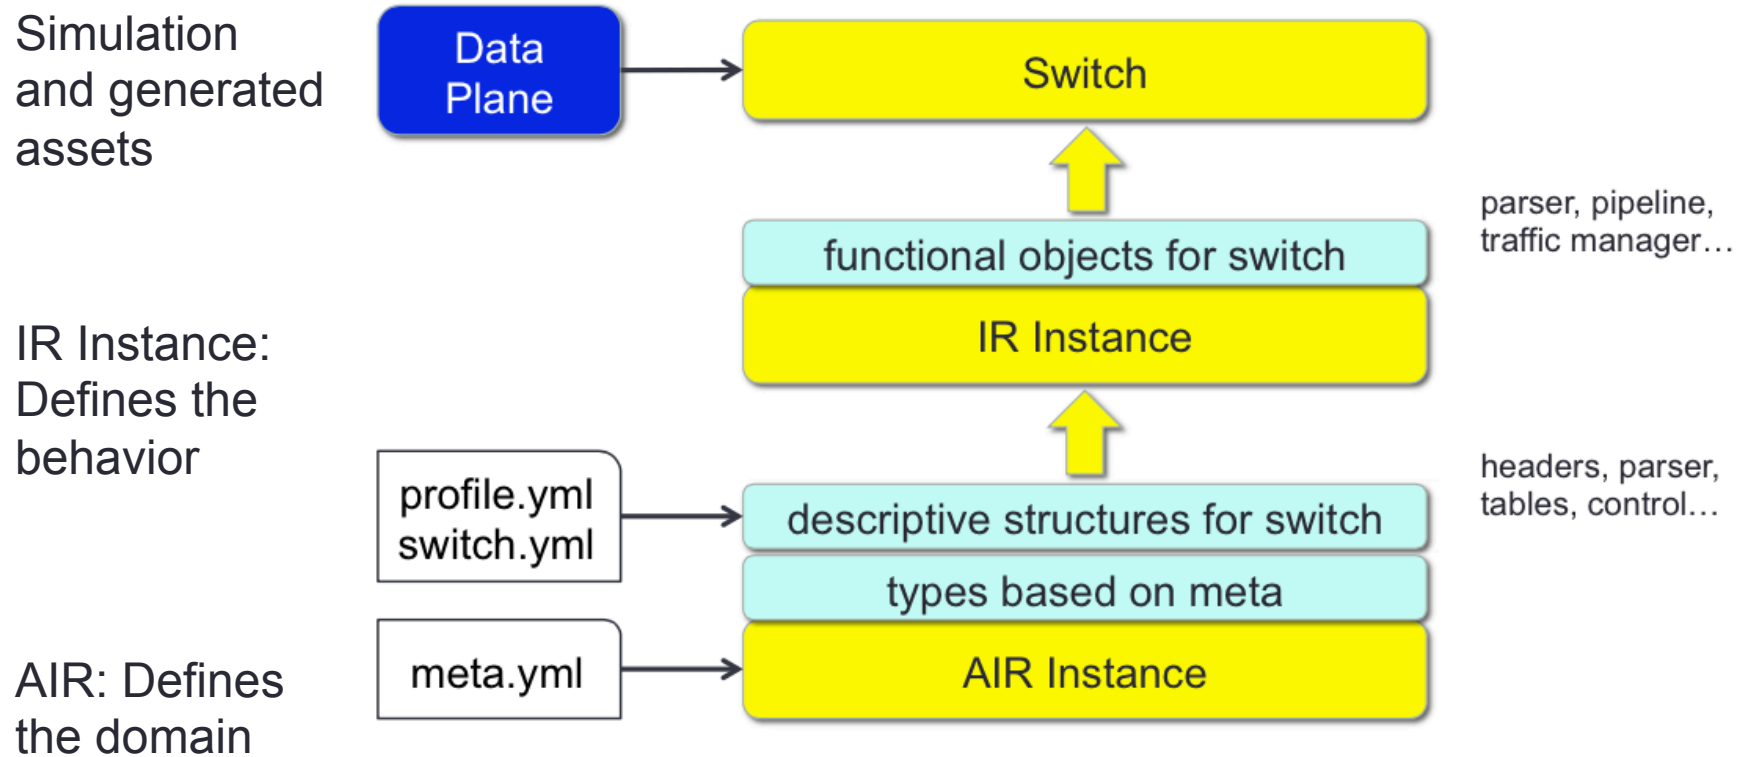 Simulation
and generated
assets
Data
Plane
Switch
parser, pipeline,
traffic manager…
functional objects for switch
IR Instance
IR Instance:
Defines the
behavior
profile.yml
switch.yml
descriptive structures for switch
headers, parser,
tables, control…
types based on meta
meta.yml
AIR Instance
AIR: Defines
the domain